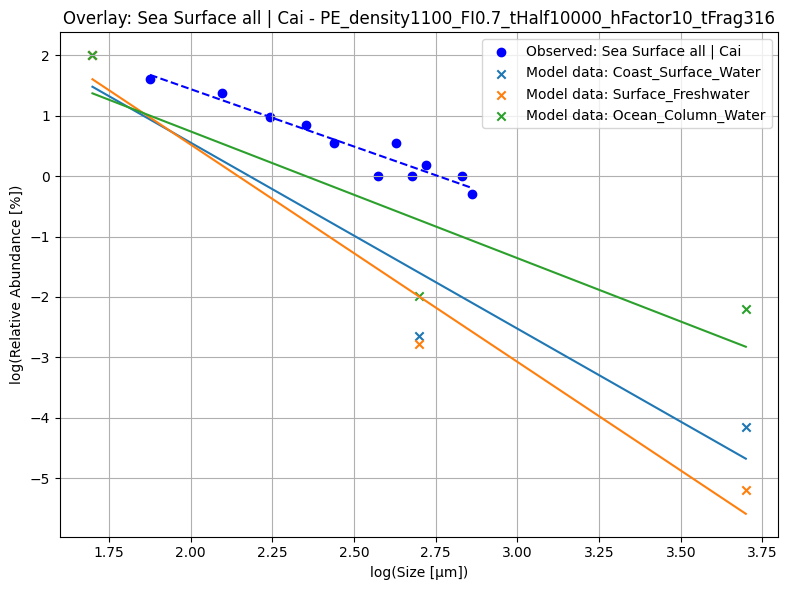 Overlay: Sea Surface all | Cai - PE_density1100_FI0.7_tHalf10000_hFactor10_tFrag316
Observed: Sea Surface all | Cai
Model data: Coast_Surface_Water
Model data: Surface_Freshwater
Model data: Ocean_Column_Water
log(Relative Abundance [%])
2
1
0
−1
−2
−3
−4
−5
1.75 2.00 2.25 2.50 2.75 3.00 3.25 3.50 3.75
log(Size [μm])